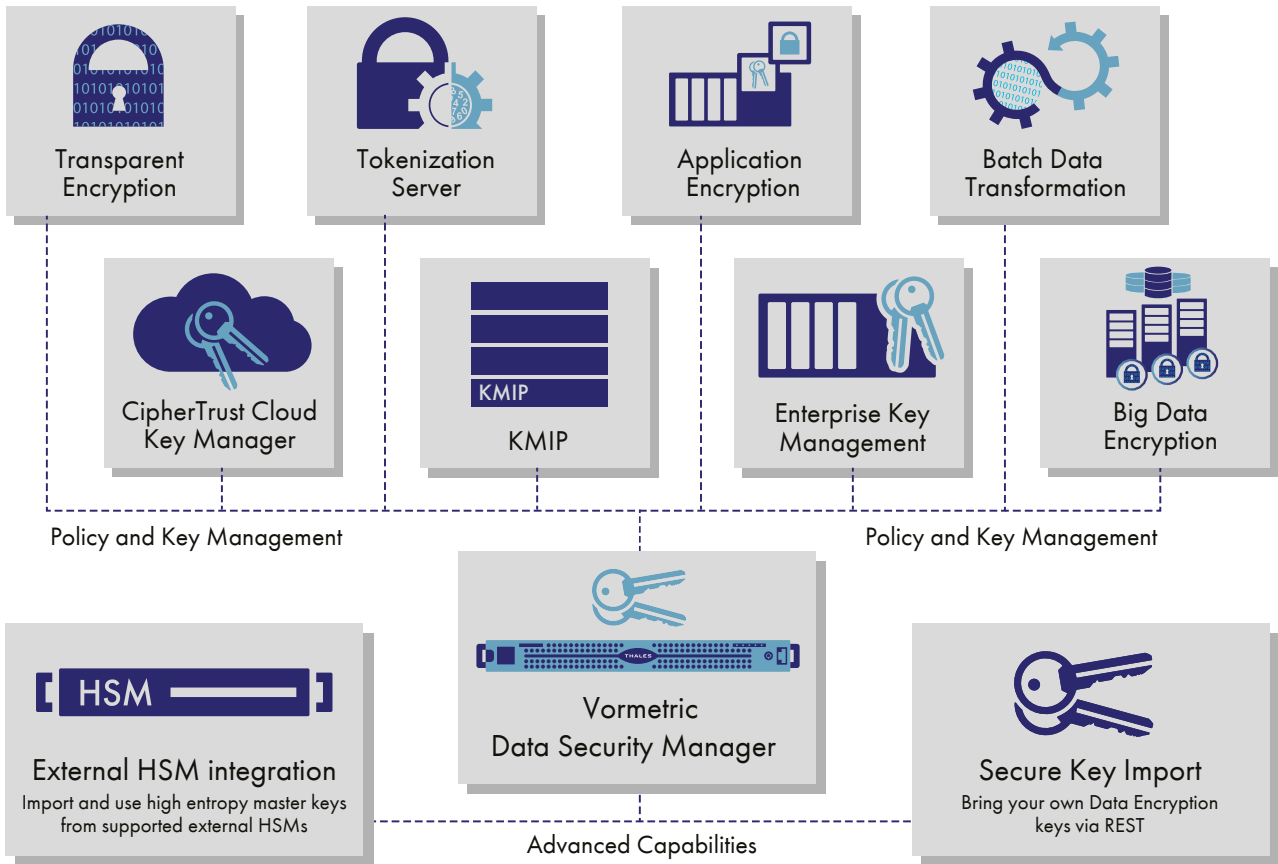 Transparent
Encryption
Tokenization
Server
Application
Encryption
Batch Data
Transformation
CipherTrust Cloud
Key Manager
KMIP
KMIP
Enterprise Key
Management
Big Data
Encryption
Policy and Key Management
Policy and Key Management
THALES
Vormetric
Data Security Manager
HSM
External HSM integration
Import and use high entropy master keys
from supported external HSMs
Secure Key Import
Bring your own Data Encryption
keys via REST
Advanced Capabilities